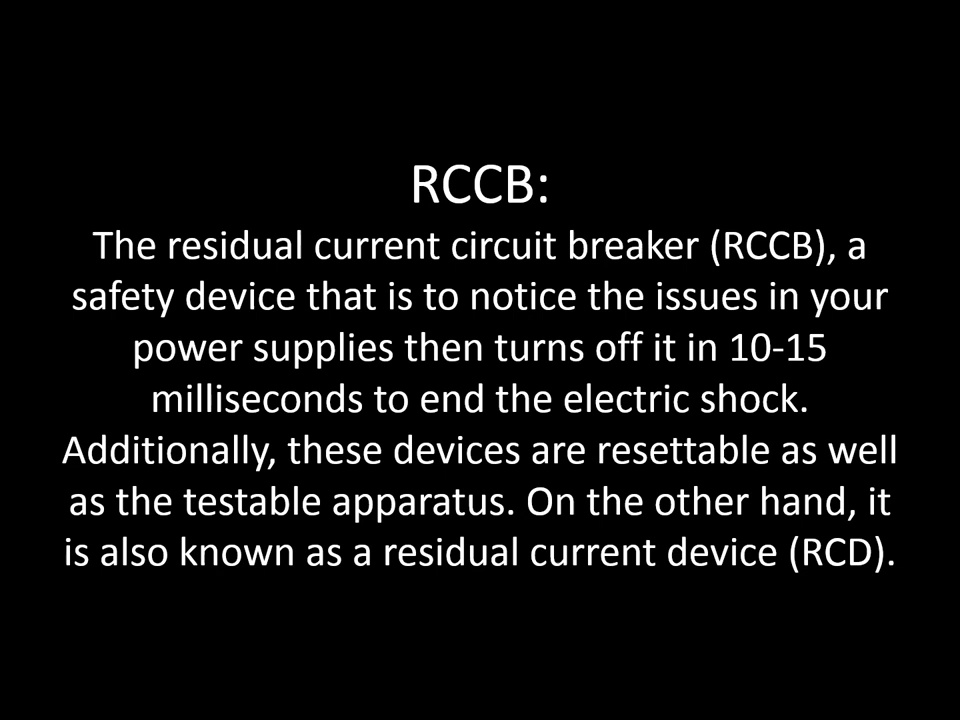 RCCB:
The residual current circuit breaker (RCCB), a
safety device that is to notice the issues in your
power supplies then turns off it in 10-15
milliseconds to end the electric shock.
Additionally, these devices are resettable as well
as the testable apparatus. On the other hand, it
is also known as a residual current device (RCD).